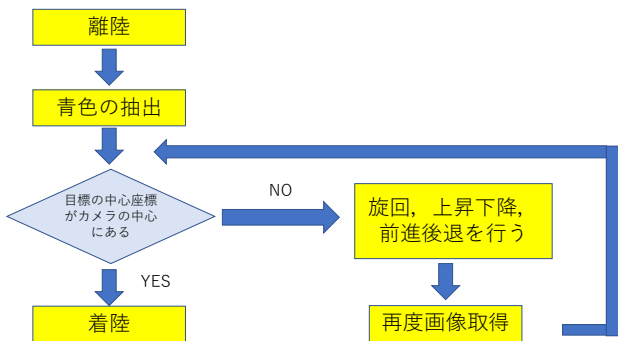 離陸
青色の抽出
目標の中心座標
がカメラの中心
にある
NO
旋回，上昇下降，
前進後退を行う
YES
着陸
再度画像取得